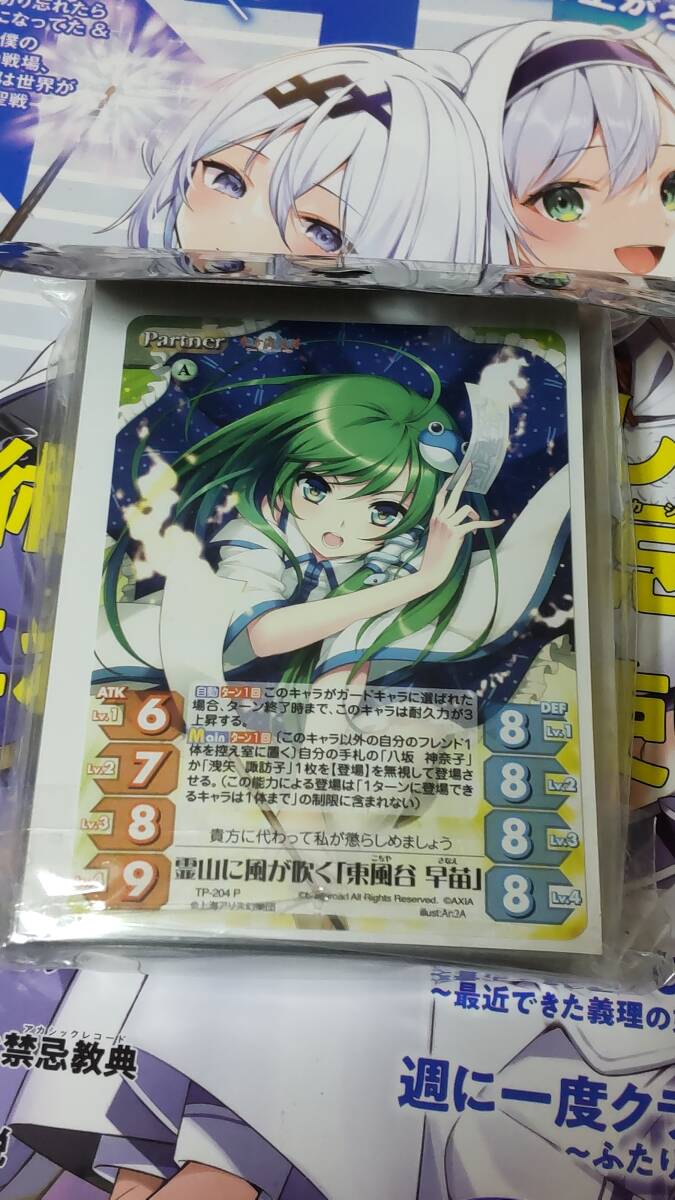 切り忘れたら
になってた &
僕の
戦場、
は世界が
聖戦
Partner
A
ATK
Lv.1
6
Lv.2
7
Lv.3
8
9
DEF
8
Lv.1
8
Lv.2
8
Lv.3
8
Lv.4
自動 ターン1回 このキャラがガードキャラに選ばれた
場合、ターン終了時まで、このキャラは耐久力が3
上昇する。
Main ターン1回 (このキャラ以外の自分のフレンド1
体を控え室に置く)自分の手札の「八坂 神奈子」
か「洩矢 諏訪子」1枚を【登場】を無視して登場さ
せる。(この能力による登場は「1ターンに登場でき
るキャラは1体まで」の制限に含まれない)
貴方に代わって私が懲らしめましょう
こちや さなえ
霊山に風が吹く「東風谷 早苗」
TP-204 P
All Rights Reserved. ©AXIA
©上海アリス幻樂団
illust:An2A
アカシックレコード
禁忌教典
~最近できた義理の
週に一度ク
~ふたり